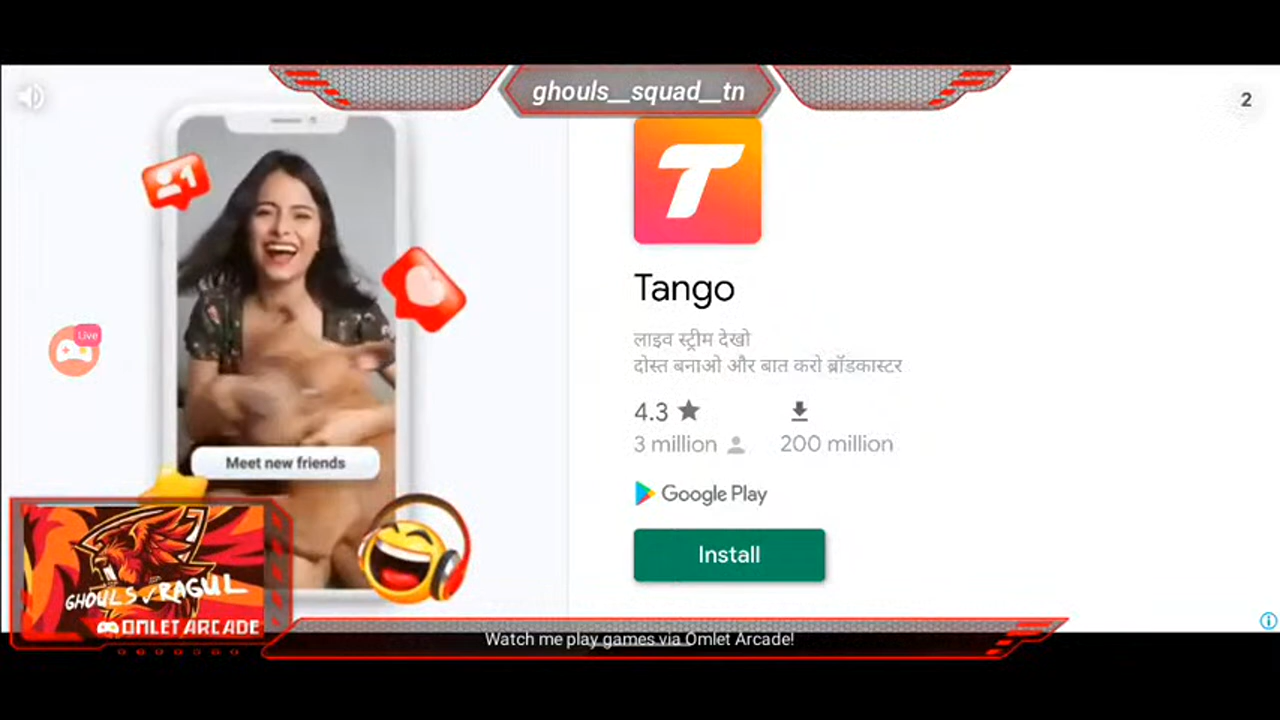 ghouls__squad__tn
2
1
T
Tango
लाइव स्ट्रीम देखो
दोस्त बनाओ और बात करो ब्रॉडकास्टर
4.3
3 million
200 million
Google Play
Install
Live
Meet new friends
GHOULS√RAGUL
OMLET ARCADE
Watch me play games via Omlet Arcade!